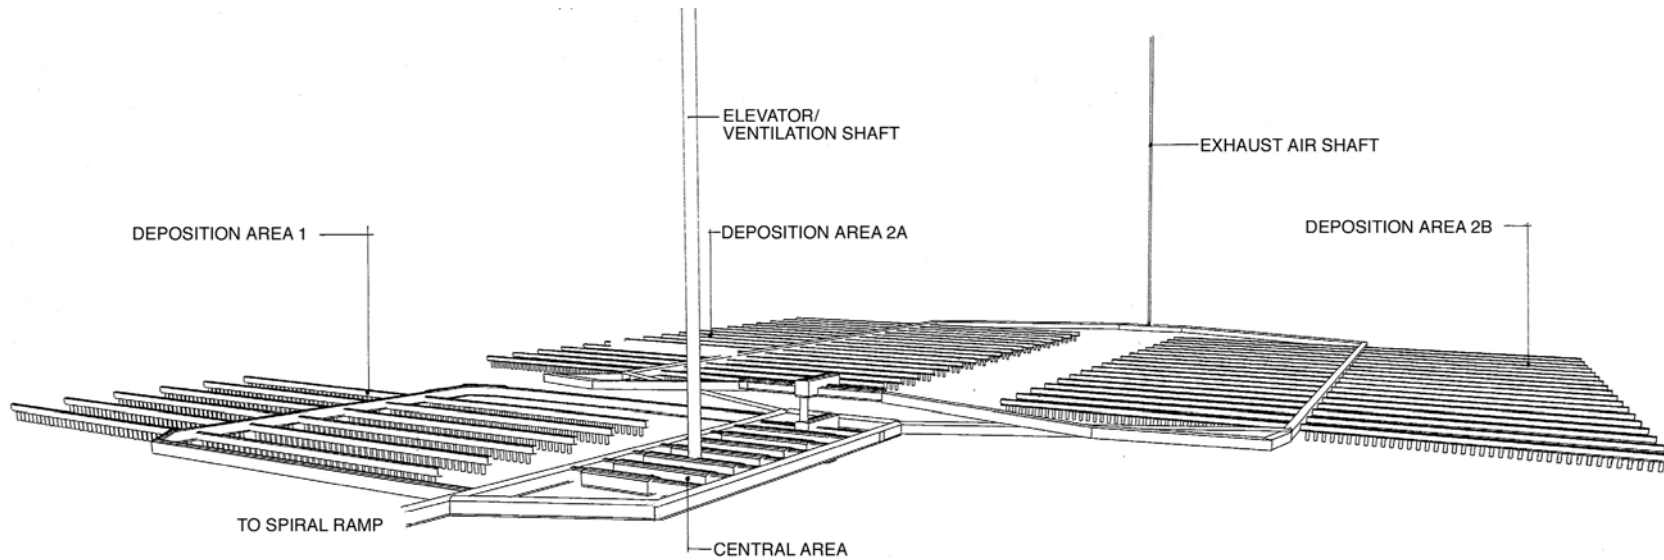 ELEVATOR/
VENTILATION SHAFT
EXHAUST AIR SHAFT
DEPOSITION AREA 1
DEPOSITION AREA 2A
DEPOSITION AREA 2B
TO SPIRAL RAMP
CENTRAL AREA